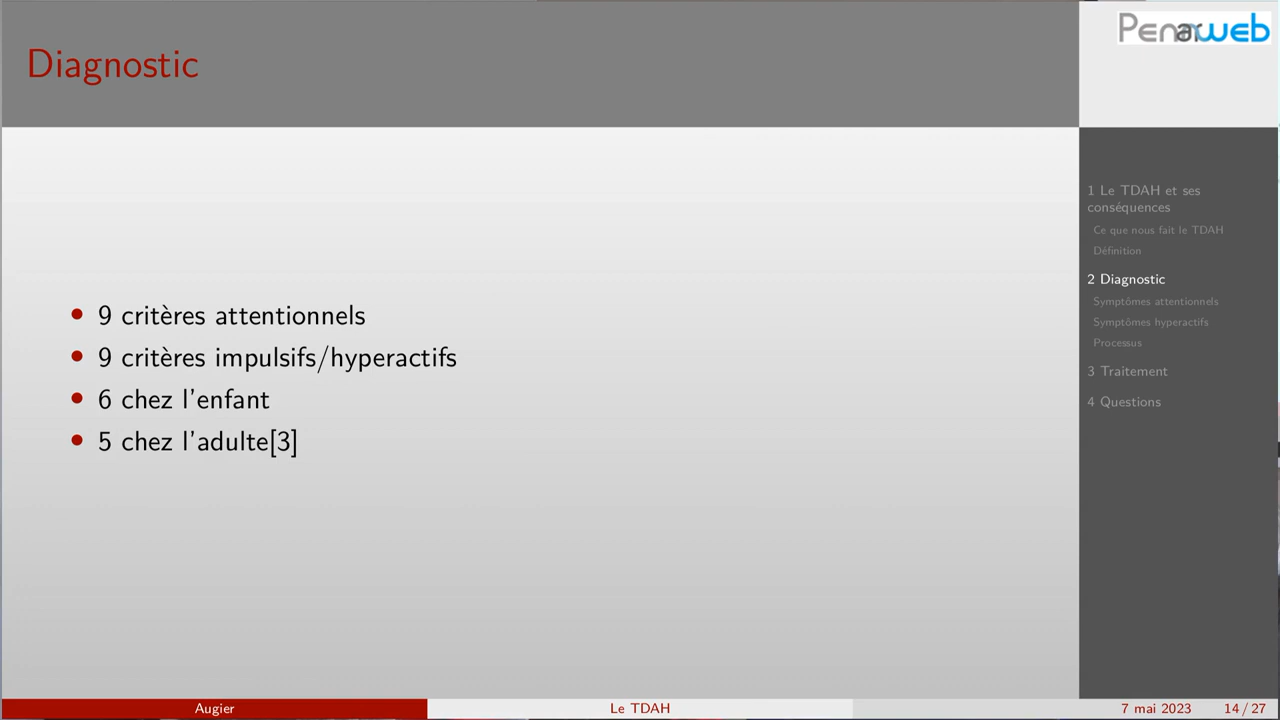 Diagnostic
Penarweb
9 critères attentionnels
9 critères impulsifs/hyperactifs
6 chez l'enfant
5 chez l'adulte[3]
1 Le TDAH et ses
conséquences
Ce que nous fait le TDAH
Définition
2 Diagnostic
Symptômes attentionnels
Symptômes hyperactifs
Processus
3 Traitement
4 Questions
Augier
Le TDAH
7 mai 2023
14 / 27